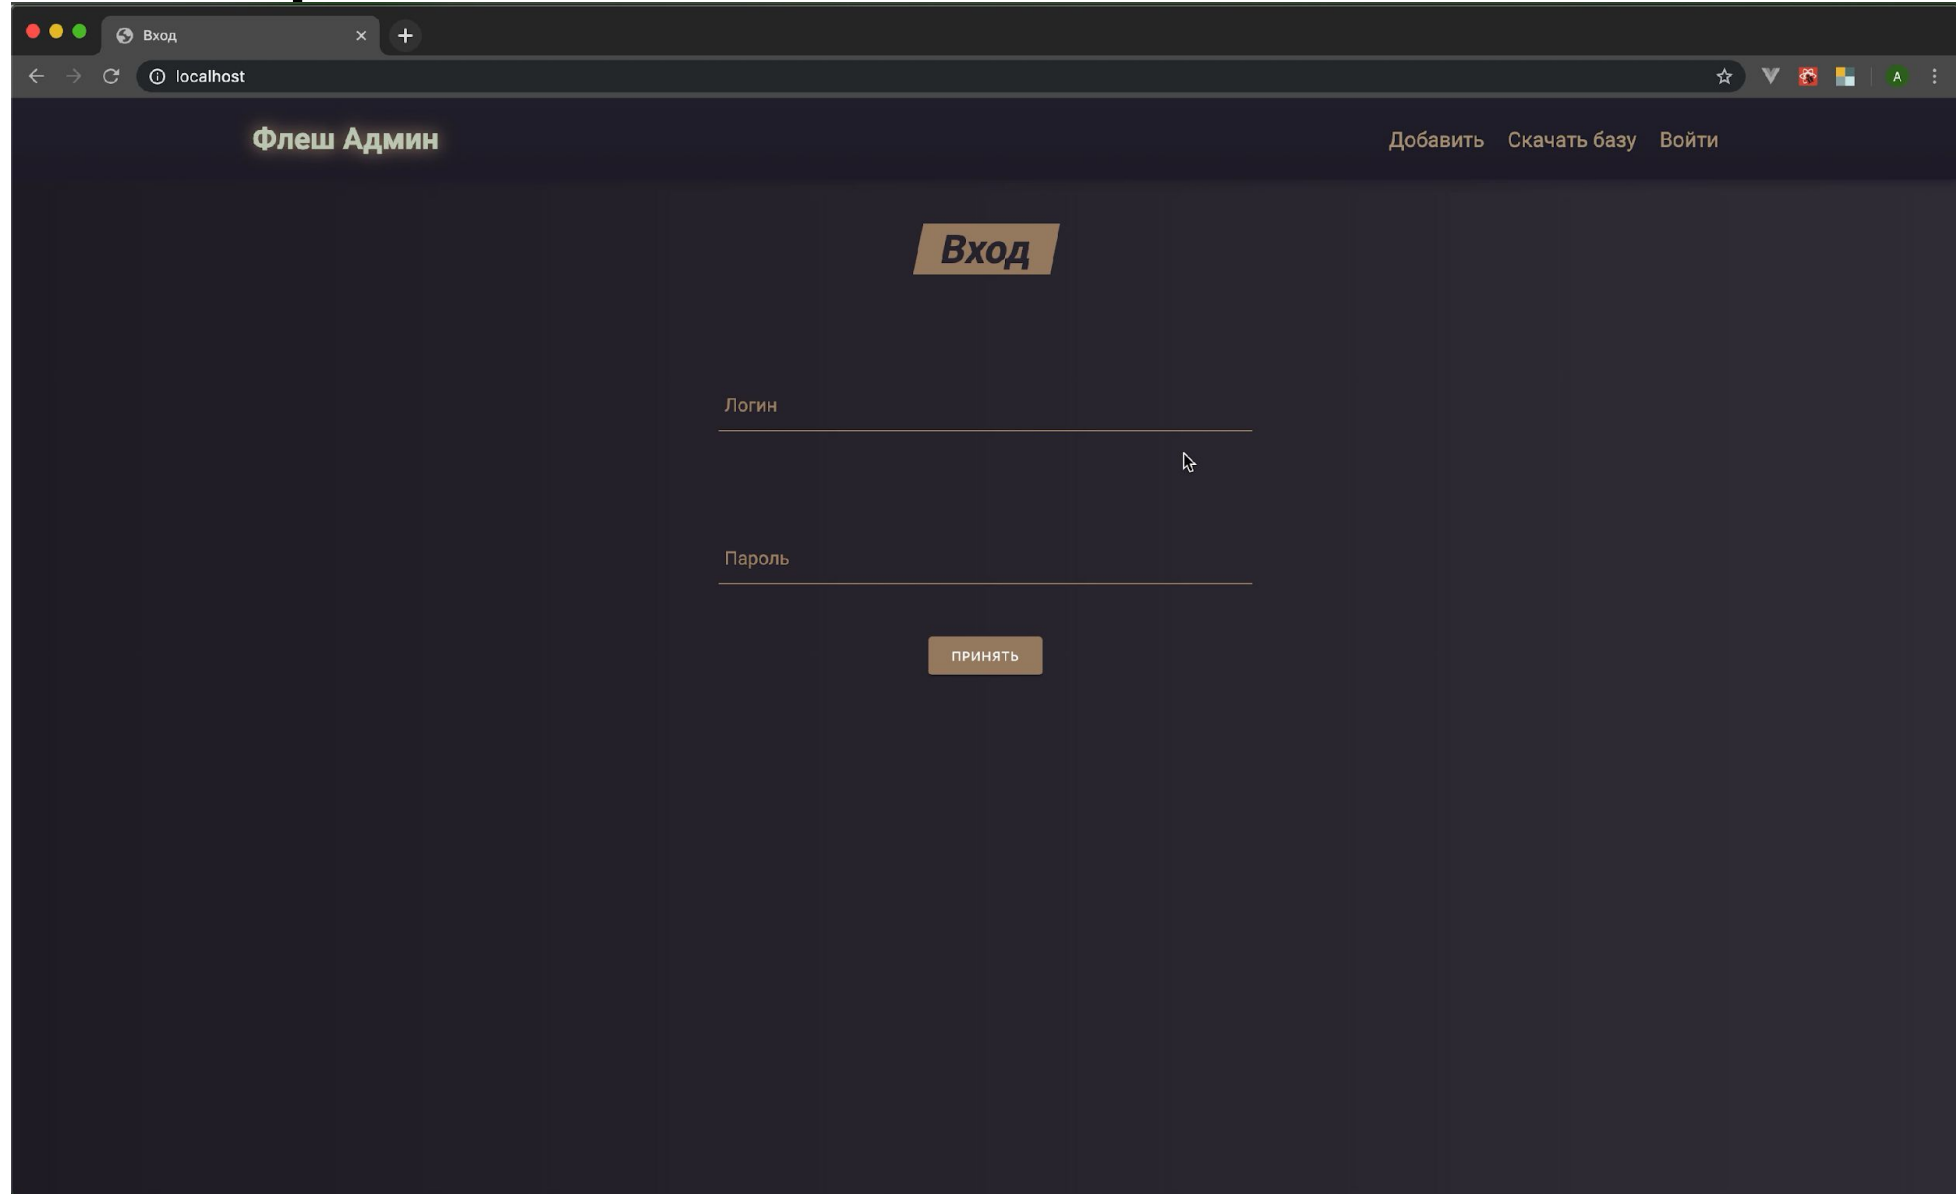 Вход
localhost
A
Флеш Админ
Добавить Скачать базу Войти
Вход
Логин
Пароль
ПРИНЯТЬ